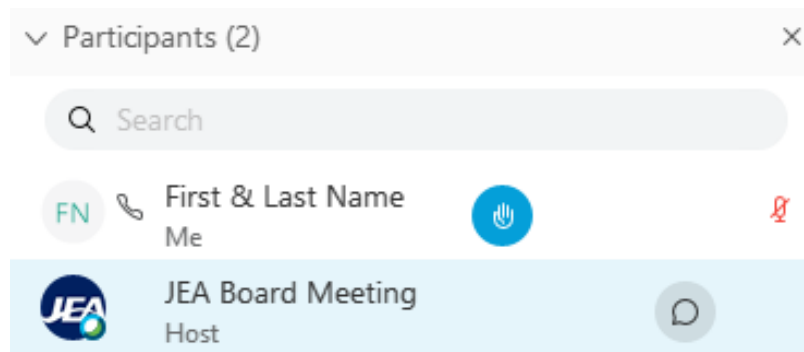 Participants (2)
Search
FN First & Last Name
Me
JEA JEA Board Meeting
Host